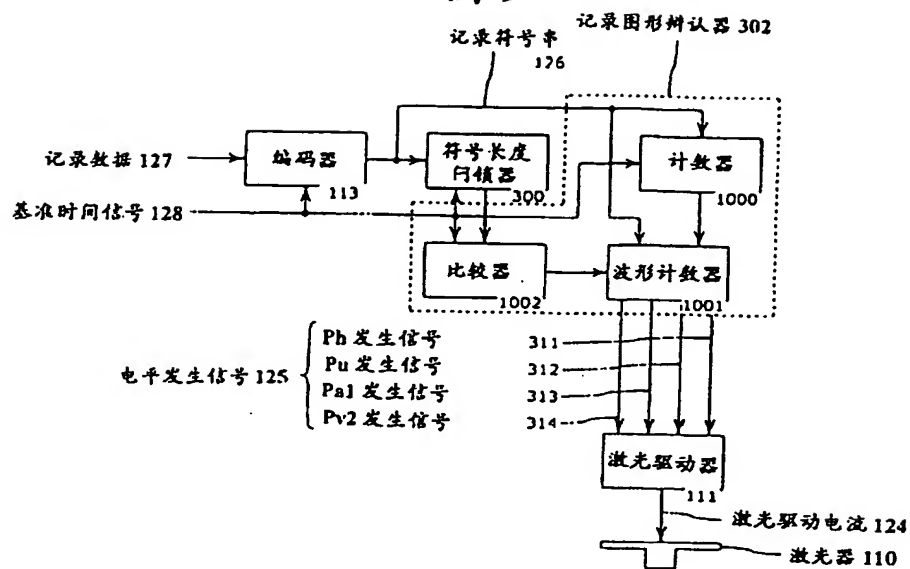 记录图形辨认器 302
记录符号串
126
记录数据 127
编码器
113
符号长度
闩锁器
300
计数器
1000
基准时间信号 128
比较器
1002
波形计数器
1001
电平发生信号 125
Ph 发生信号
Pu 发生信号
Pa1 发生信号
Pv2 发生信号
311
312
313
314
激光驱动器
111
激光驱动电流 124
激光器 110